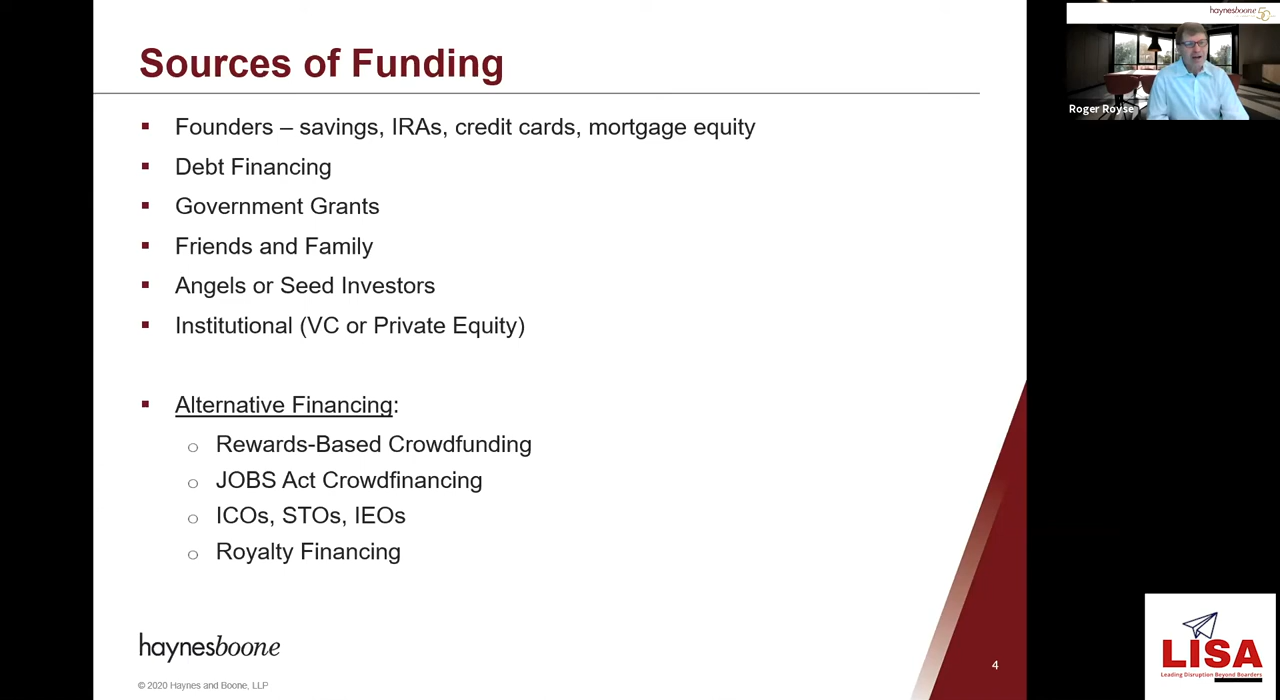 Sources of Funding
Founders – savings, IRAs, credit cards, mortgage equity
Debt Financing
Government Grants
Friends and Family
Angels or Seed Investors
Institutional (VC or Private Equity)
Alternative Financing:
Rewards-Based Crowdfunding
JOBS Act Crowdfinancing
ICOs, STOs, IEOs
Royalty Financing
haynesboone
© 2020 Haynes and Boone, LLP
4
haynesboone 50
Roger Royse
LISA
Leading Disruption Beyond Boarders